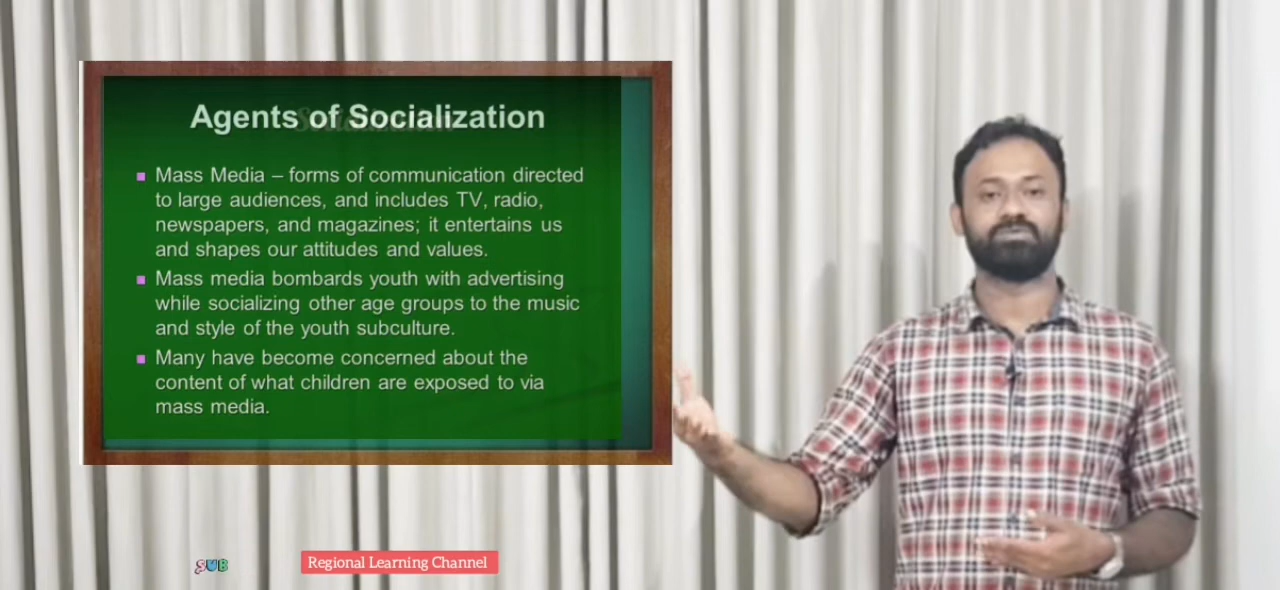 Agents of Socialization
Mass Media – forms of communication directed
to large audiences, and includes TV, radio,
newspapers, and magazines; it entertains us
and shapes our attitudes and values.
Mass media bombards youth with advertising
while socializing other age groups to the music
and style of the youth subculture.
Many have become concerned about the
content of what children are exposed to via
mass media.
SUB
Regional Learning Channel